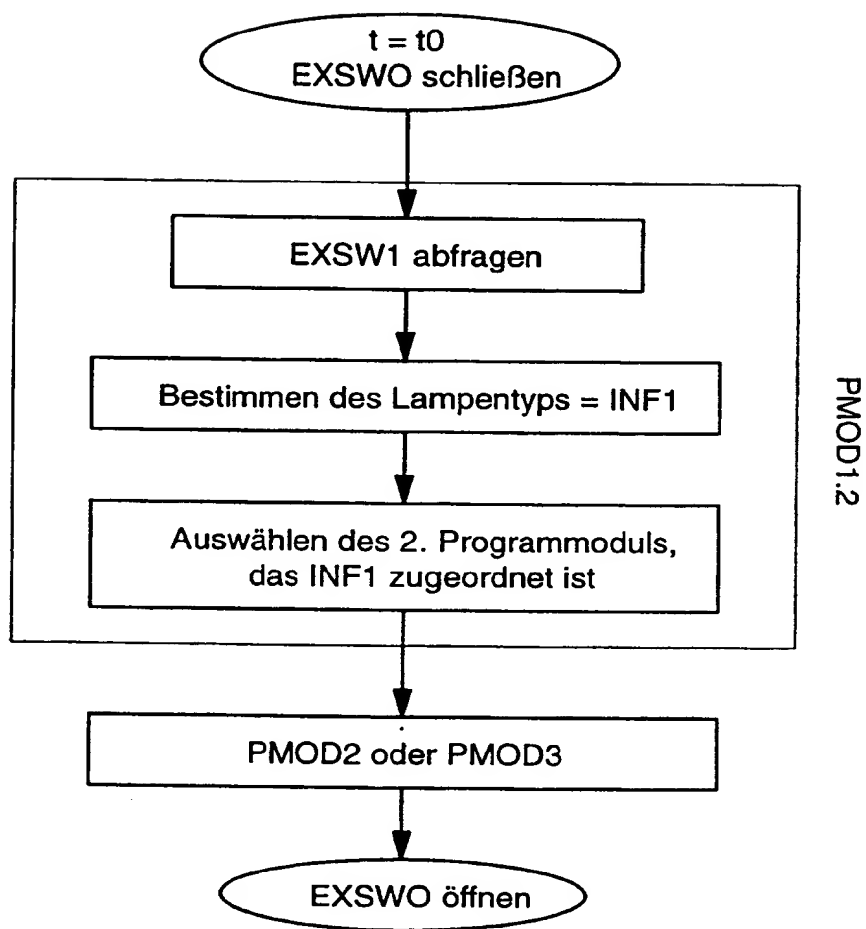 t = t0
EXSWO schließen
EXSW1 abfragen
Bestimmen des Lampentyps = INF1
Auswählen des 2. Programmoduls,
das INF1 zugeordnet ist
PMOD1.2
PMOD2 oder PMOD3
EXSWO öffnen